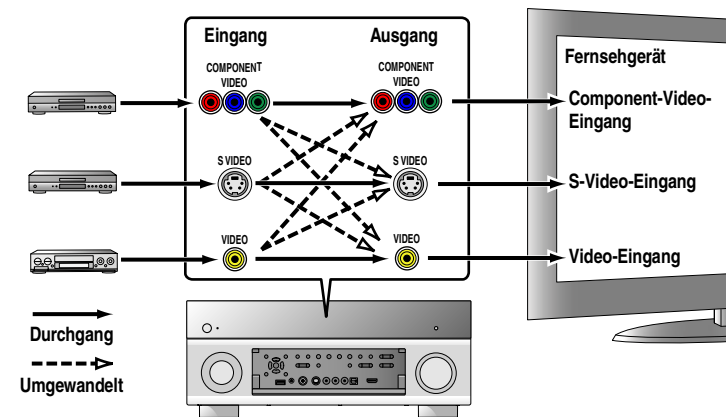 Eingang
Ausgang
COMPONENT
VIDEO
COMPONENT
VIDEO
S VIDEO
S VIDEO
VIDEO
VIDEO
Fernsehgerät
Component-Video-
Eingang
S-Video-Eingang
Video-Eingang
Durchgang
Umgewandelt